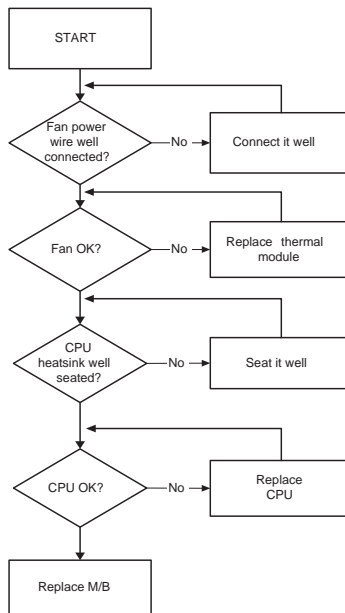 START
Fan power
wire well
connected?
No
Connect it well
Fan OK?
No
Replace thermal
module
CPU
heatsink well
seated?
No
Seat it well
CPU OK?
No
Replace
CPU
Replace M/B